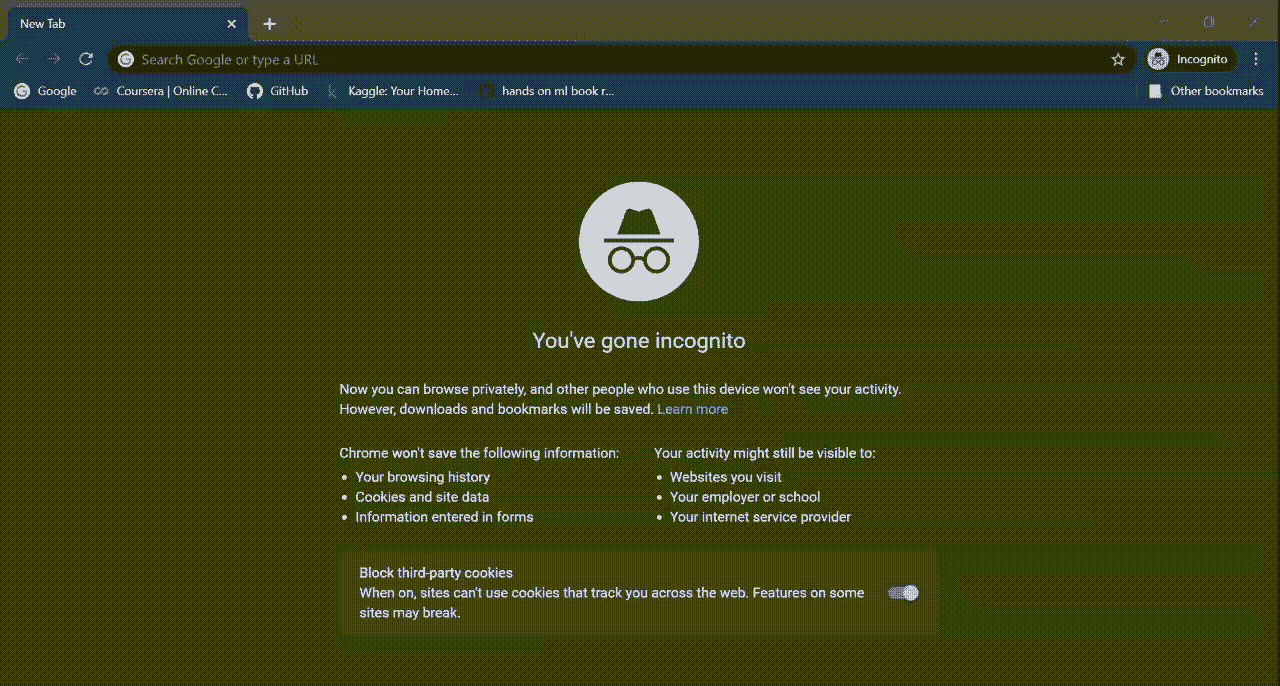 New Tab
Search Google or type a URL
Incognito
Google
Coursera | Online C...
GitHub
Kaggle: Your Home...
hands on ml book r...
Other bookmarks
You've gone incognito
Now you can browse privately, and other people who use this device won't see your activity.
However, downloads and bookmarks will be saved. Learn more
Chrome won't save the following information:
Your browsing history
Cookies and site data
Information entered in forms
Your activity might still be visible to:
Websites you visit
Your employer or school
Your internet service provider
Block third-party cookies
When on, sites can't use cookies that track you across the web. Features on some
sites may break.